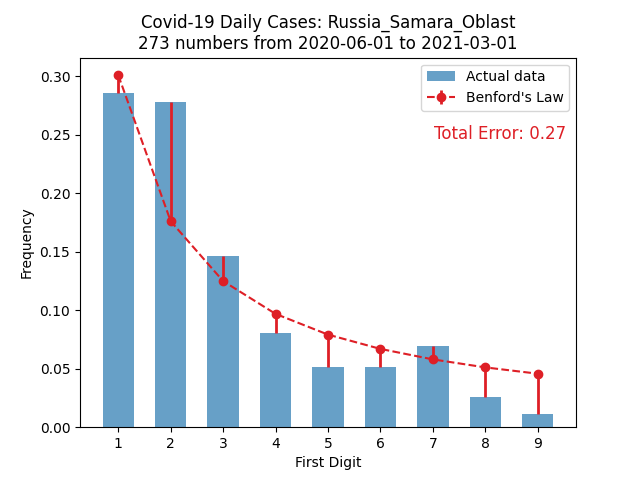 Covid-19 Daily Cases: Russia_Samara_Oblast
273 numbers from 2020-06-01 to 2021-03-01
Actual data
Benford's Law
Total Error: 0.27
0.30
0.25
0.20
0.15
0.10
0.05
0.00
Frequency
1 2 3 4 5 6 7 8 9
First Digit